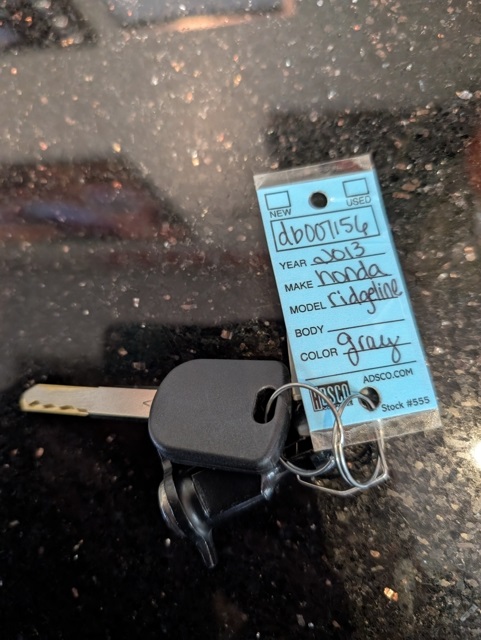 NEW USED
db007156
YEAR 2013
MAKE honda
MODEL ridgeline
BODY
COLOR gray
ADSCO ADSCO.COM
Stock #555